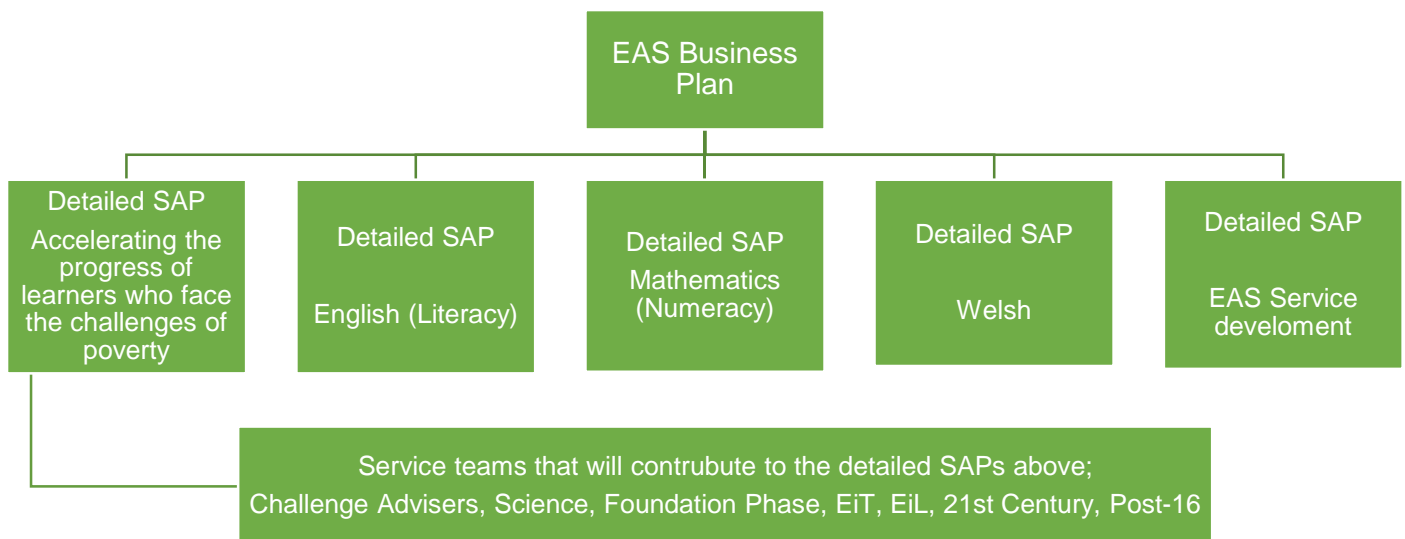 EAS Business
Plan
Detailed SAP
Accelerating the
progress of
learners who face
the challenges of
poverty
Detailed SAP
English (Literacy)
Detailed SAP
Mathematics
(Numeracy)
Detailed SAP
Welsh
Detailed SAP
EAS Service
develoment
Service teams that will contrubute to the detailed SAPs above;
Challenge Advisers, Science, Foundation Phase, EiT, EiL, 21st Century, Post-16